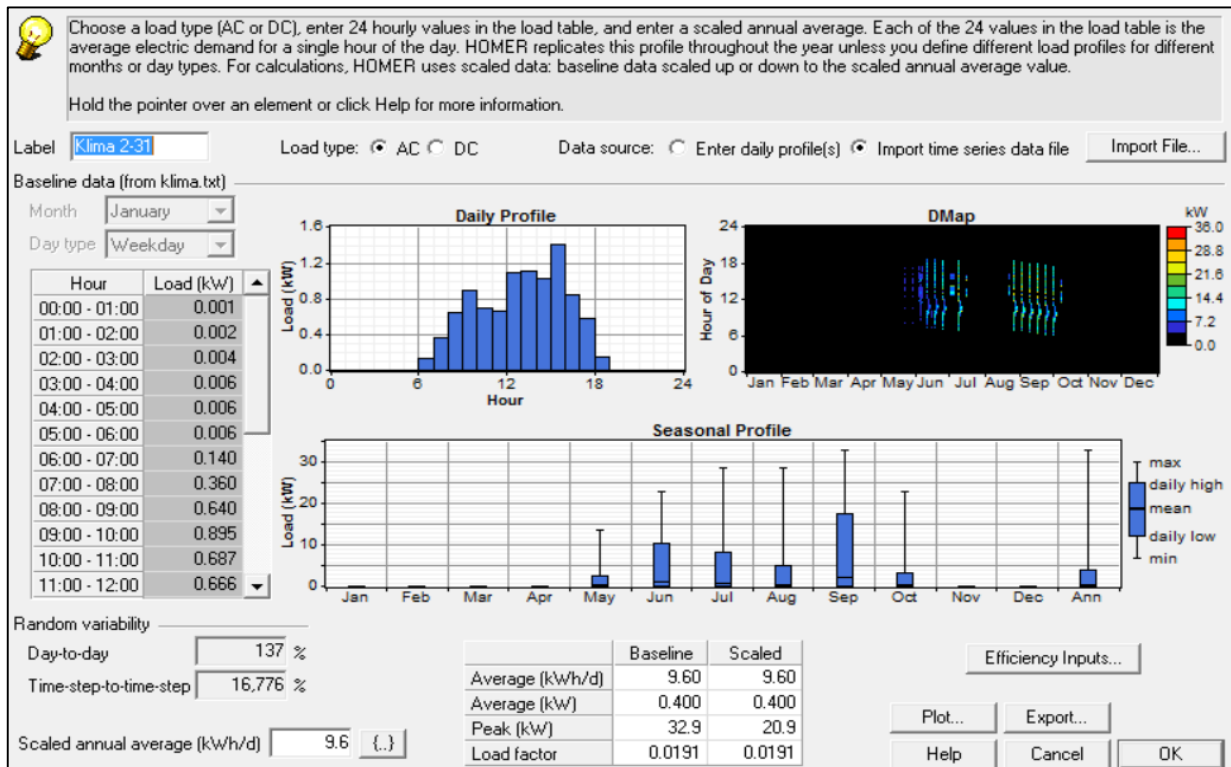 Choose a load type (AC or DC), enter 24 hourly values in the load table, and enter a scaled annual average. Each of the 24 values in the load table is the
average electric demand for a single hour of the day. HOMER replicates this profile throughout the year unless you define different load profiles for different
months or day types. For calculations, HOMER uses scaled data: baseline data scaled up or down to the scaled annual average value.
Hold the pointer over an element or click Help for more information.
Label Klima 2-31 Load type: AC DC Data source: Enter daily profile(s) Import time series data file Import File...
Baseline data (from klima.txt)
Month January
Day type Weekday
Hour Load (kW)
00:00 - 01:00 0.001
01:00 - 02:00 0.002
02:00 - 03:00 0.004
03:00 - 04:00 0.006
04:00 - 05:00 0.006
05:00 - 06:00 0.006
06:00 - 07:00 0.140
07:00 - 08:00 0.360
08:00 - 09:00 0.640
09:00 - 10:00 0.895
10:00 - 11:00 0.687
11:00 - 12:00 0.666
Daily Profile
Load (kW)
1.6
1.2
0.8
0.4
0.0
0 6 12 18 24
Hour
DMap
Hour of Day
24
18
12
6
0
Jan Feb Mar Apr May Jun Jul Aug Sep Oct Nov Dec
kW
36.0
28.8
21.6
14.4
7.2
0.0
Seasonal Profile
Load (kW)
30
20
10
0
Jan Feb Mar Apr May Jun Jul Aug Sep Oct Nov Dec Ann
max
daily high
mean
daily low
min
Random variability
Day-to-day 137 %
Time-step-to-time-step 16,776 %
Scaled annual average (kWh/d) 9.6 {..}
Baseline Scaled
Average (kWh/d) 9.60 9.60
Average (kW) 0.400 0.400
Peak (kW) 32.9 20.9
Load factor 0.0191 0.0191
Efficiency Inputs...
Plot... Export...
Help Cancel OK